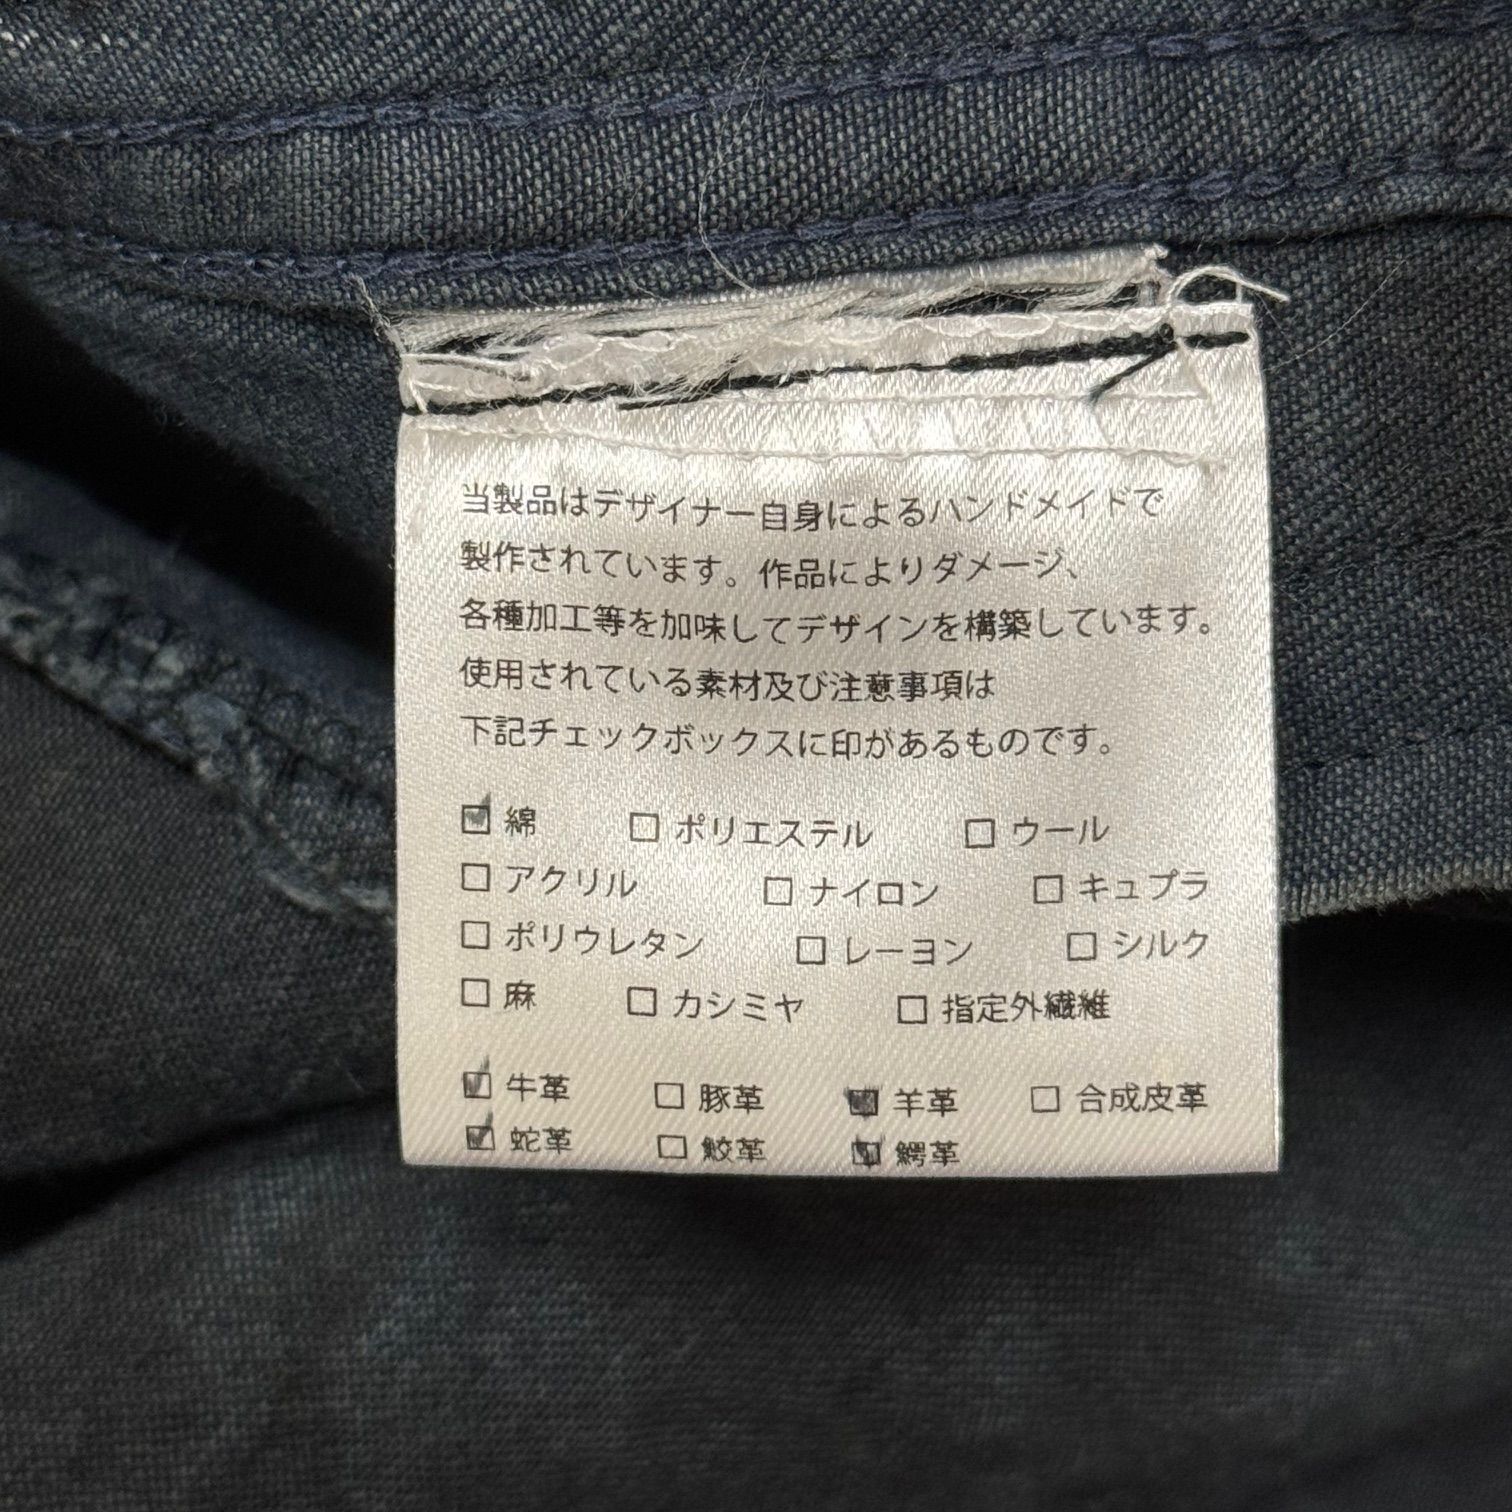 当製品はデザイナー自身によるハンドメイドで
製作されています。作品によりダメージ、
各種加工等を加味してデザインを構築しています。
使用されている素材及び注意事項は
下記チェックボックスに印があるものです。
☑ 綿 □ ポリエステル □ ウール
□ アクリル □ ナイロン □ キュプラ
□ ポリウレタン □ レーヨン □ シルク
□ 麻 □ カシミヤ □ 指定外繊維
☑ 牛革 □ 豚革 ☑ 羊革 □ 合成皮革
☑ 蛇革 □ 鮫革 ☑ 鰐革